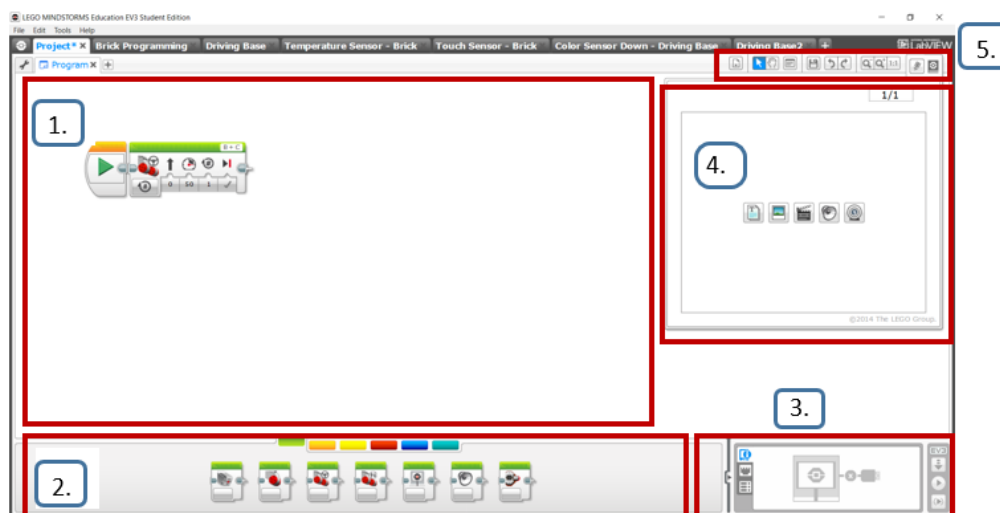 LEGO MINDSTORMS Education EV3 Student Edition
File Edit Tools Help
Project* × Brick Programming Driving Base Temperature Sensor - Brick Touch Sensor - Brick Color Sensor Down - Driving Base Driving Base2 + LabVIEW
5.
Program × +
1:1
1.
1/1
B + C
0 50 1
4.
©2014 The LEGO Group.
3.
2.
EV3